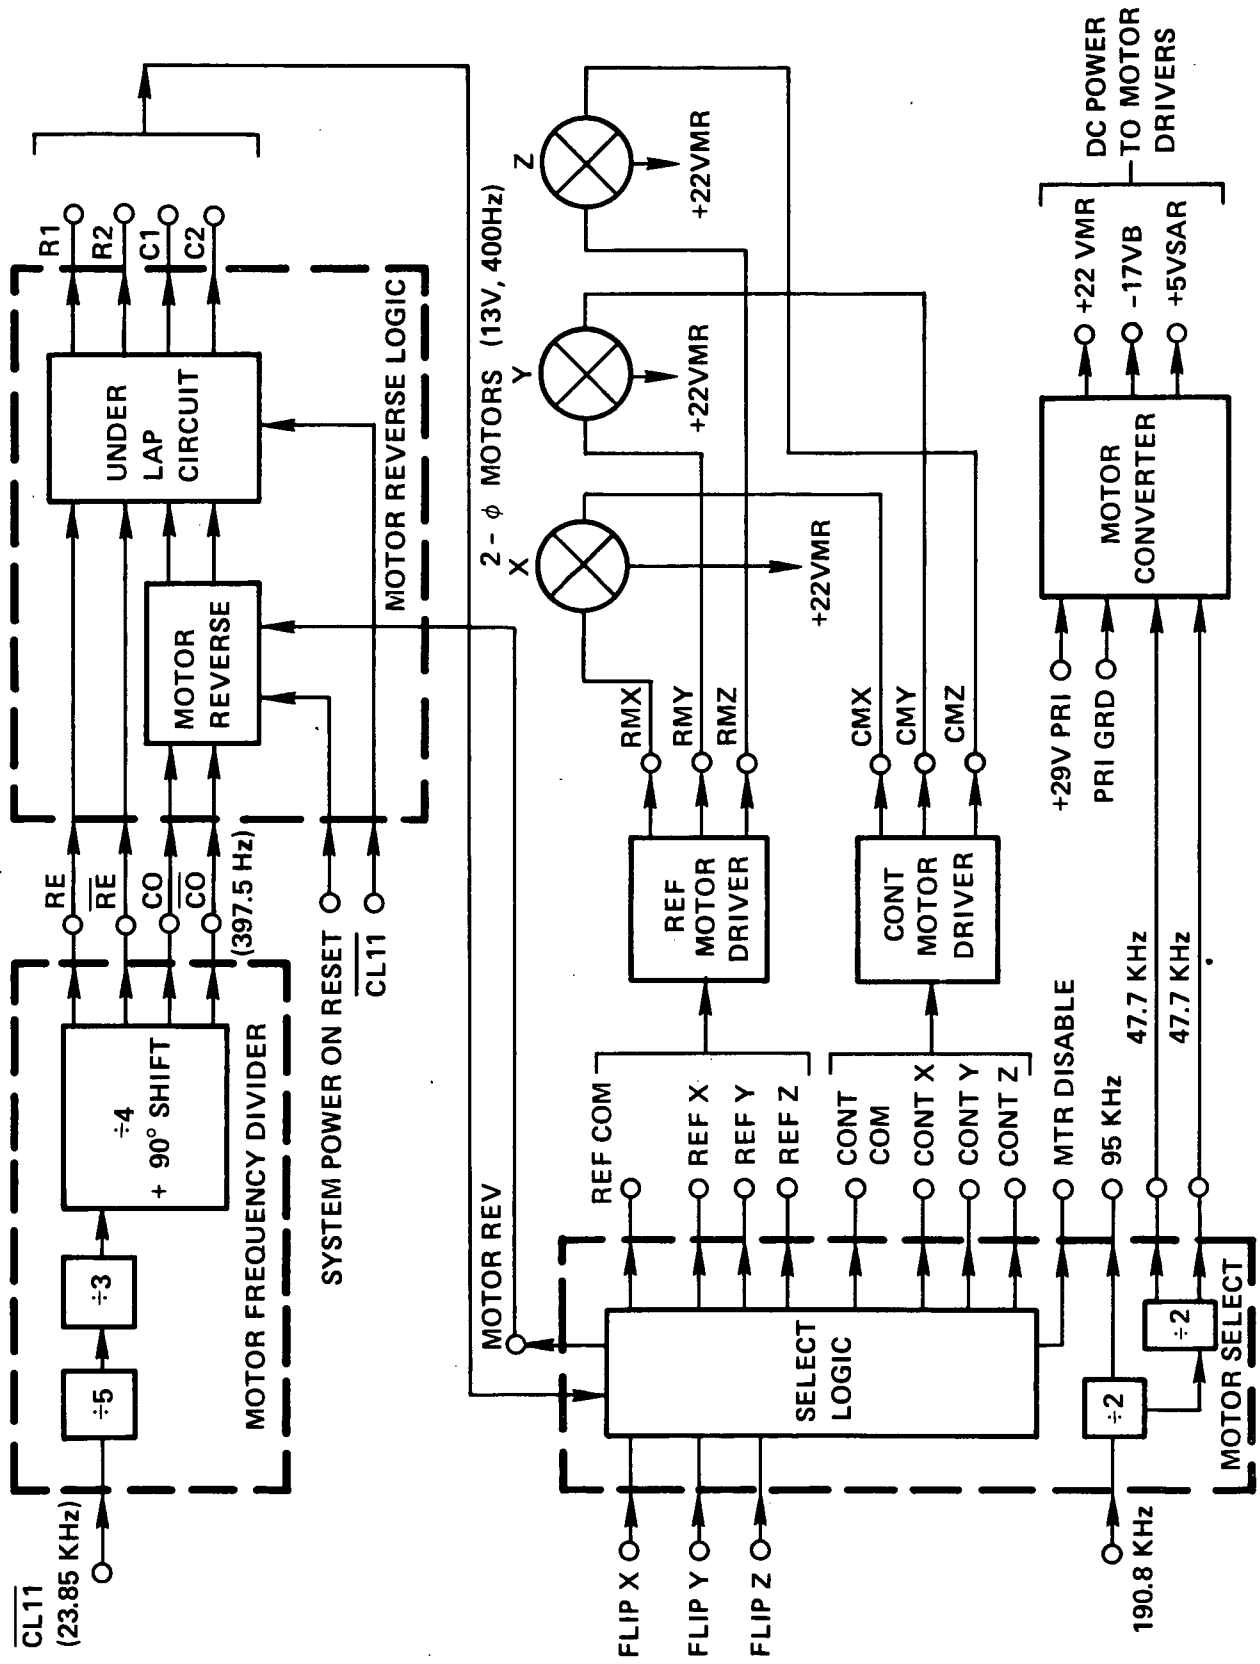 CL11
(23.85 KHz)
÷5
÷3
÷4
+ 90° SHIFT
MOTOR FREQUENCY DIVIDER
RE
RE
CO
CO
(397.5 Hz)
SYSTEM POWER ON RESET
CL11
MOTOR
REVERSE
UNDER
LAP
CIRCUIT
MOTOR REVERSE LOGIC
R1
R2
C1
C2
MOTOR REV
2 - ϕ MOTORS (13V, 400Hz)
X
Y
Z
+22VMR
+22VMR
+22VMR
FLIP X
FLIP Y
FLIP Z
SELECT
LOGIC
REF COM
REF X
REF Y
REF Z
CONT
COM
CONT X
CONT Y
CONT Z
MTR DISABLE
95 KHz
REF
MOTOR
DRIVER
RMX
RMY
RMZ
CONT
MOTOR
DRIVER
CMX
CMY
CMZ
190.8 KHz
÷2
÷2
MOTOR SELECT
47.7 KHz
47.7 KHz
+29V PRI
PRI GRD
MOTOR
CONVERTER
+22 VMR
-17VB
+5VSAR
DC POWER
TO MOTOR
DRIVERS